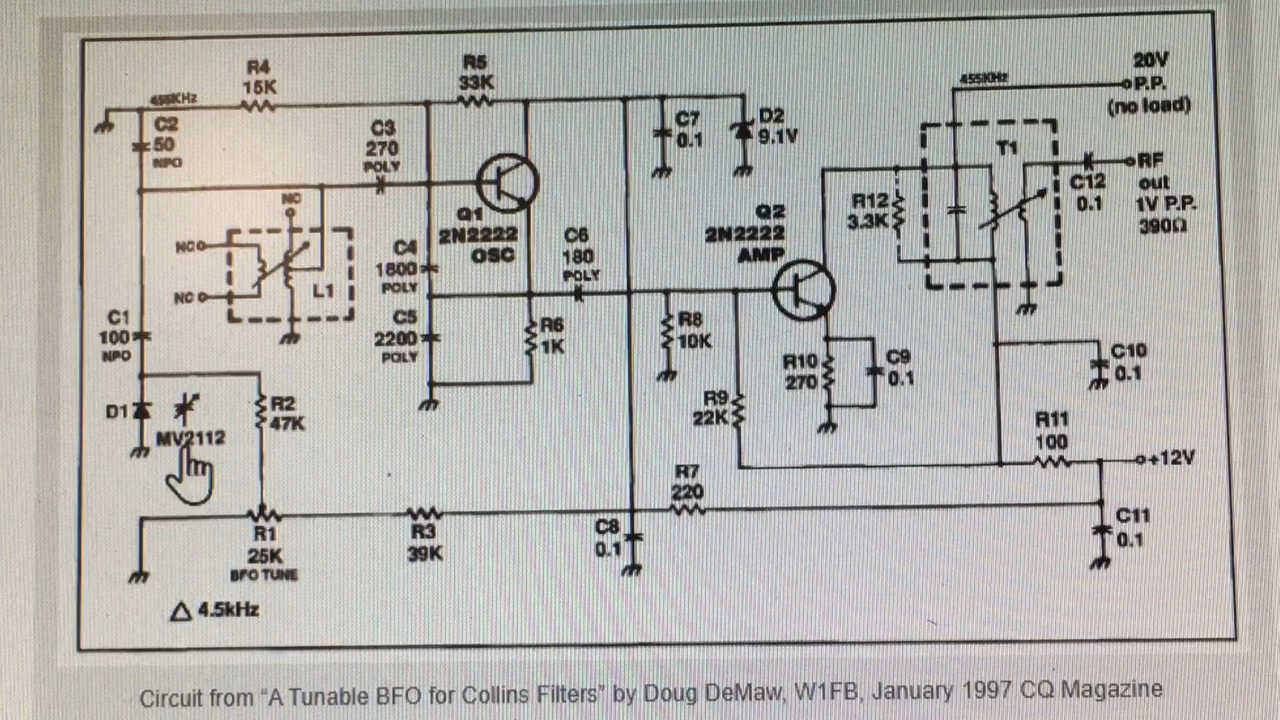 R4
15K
R5
33K
20V
P.P.
(no load)
455KHz
455KHz
C2
50
NPO
C3
270
POLY
C7
0.1
D2
9.1V
T1
RF
out
1V P.P.
390Ω
C12
0.1
R12
3.3K
Q1
2N2222
OSC
Q2
2N2222
AMP
NC
NC
NC
L1
C4
1800
POLY
C6
180
POLY
C1
100
NPO
C5
2200
POLY
R6
1K
R8
10K
R10
270
C9
0.1
C10
0.1
D1
MV2112
R2
47K
R9
22K
R11
100
+12V
R7
220
R1
25K
BFO TUNE
R3
39K
C8
0.1
C11
0.1
△ 4.5kHz
Circuit from “A Tunable BFO for Collins Filters” by Doug DeMaw, W1FB, January 1997 CQ Magazine